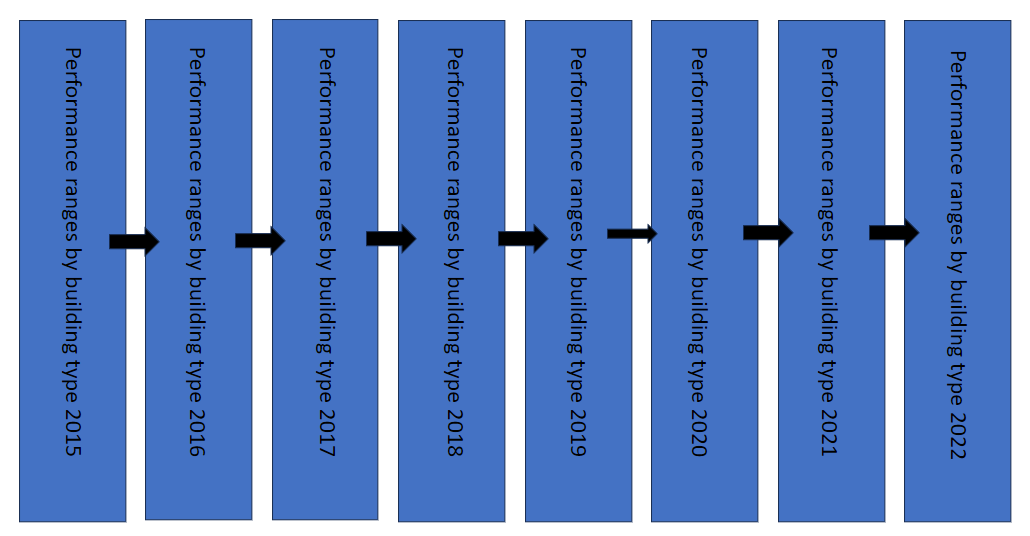 Performance ranges by building type 2015
Performance ranges by building type 2016
Performance ranges by building type 2017
Performance ranges by building type 2018
Performance ranges by building type 2019
Performance ranges by building type 2020
Performance ranges by building type 2021
Performance ranges by building type 2022